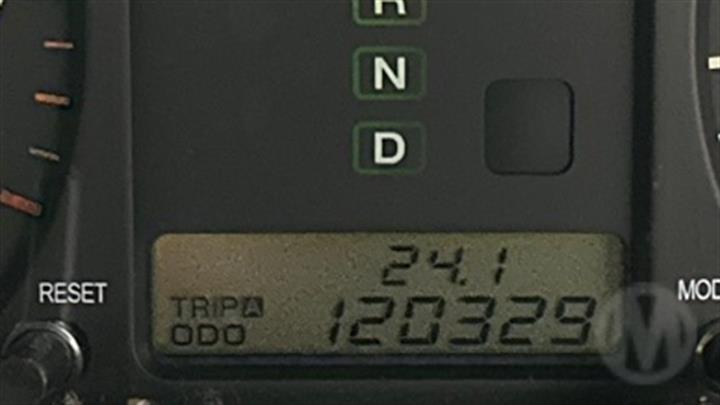 R
N
D
24.1
RESET
MOD
TRIP A
ODO 120329
M